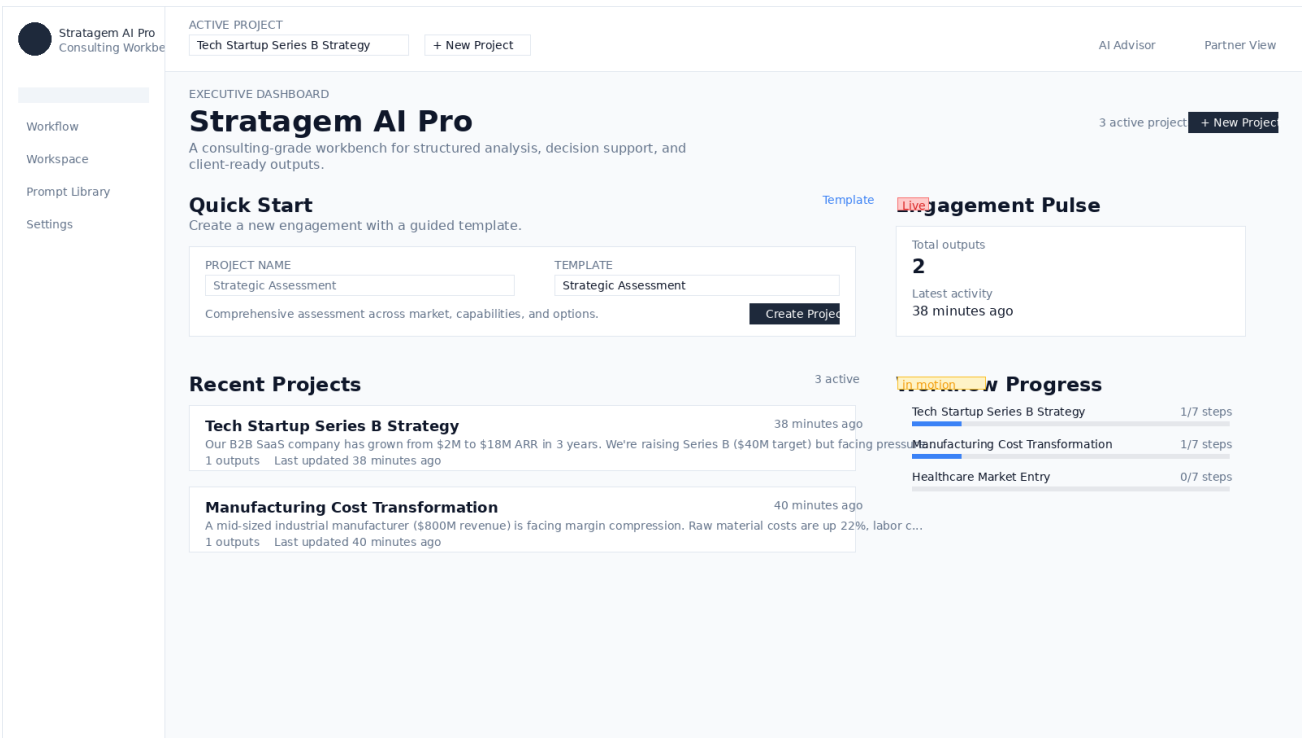 Stratagem AI Pro
Consulting Workbe
Workflow
Workspace
Prompt Library
Settings
ACTIVE PROJECT
Tech Startup Series B Strategy
+ New Project
AI Advisor
Partner View
EXECUTIVE DASHBOARD
Stratagem AI Pro
A consulting-grade workbench for structured analysis, decision support, and
client-ready outputs.
3 active project
+ New Project
Quick Start
Template
Create a new engagement with a guided template.
PROJECT NAME
TEMPLATE
Strategic Assessment
Strategic Assessment
Comprehensive assessment across market, capabilities, and options.
Create Projec
Live
Engagement Pulse
Total outputs
2
Latest activity
38 minutes ago
Recent Projects
3 active
Tech Startup Series B Strategy
38 minutes ago
Our B2B SaaS company has grown from $2M to $18M ARR in 3 years. We're raising Series B ($40M target) but facing pressu...
1 outputs Last updated 38 minutes ago
Manufacturing Cost Transformation
40 minutes ago
A mid-sized industrial manufacturer ($800M revenue) is facing margin compression. Raw material costs are up 22%, labor c...
1 outputs Last updated 40 minutes ago
in motion
Workflow Progress
Tech Startup Series B Strategy
1/7 steps
Manufacturing Cost Transformation
1/7 steps
Healthcare Market Entry
0/7 steps